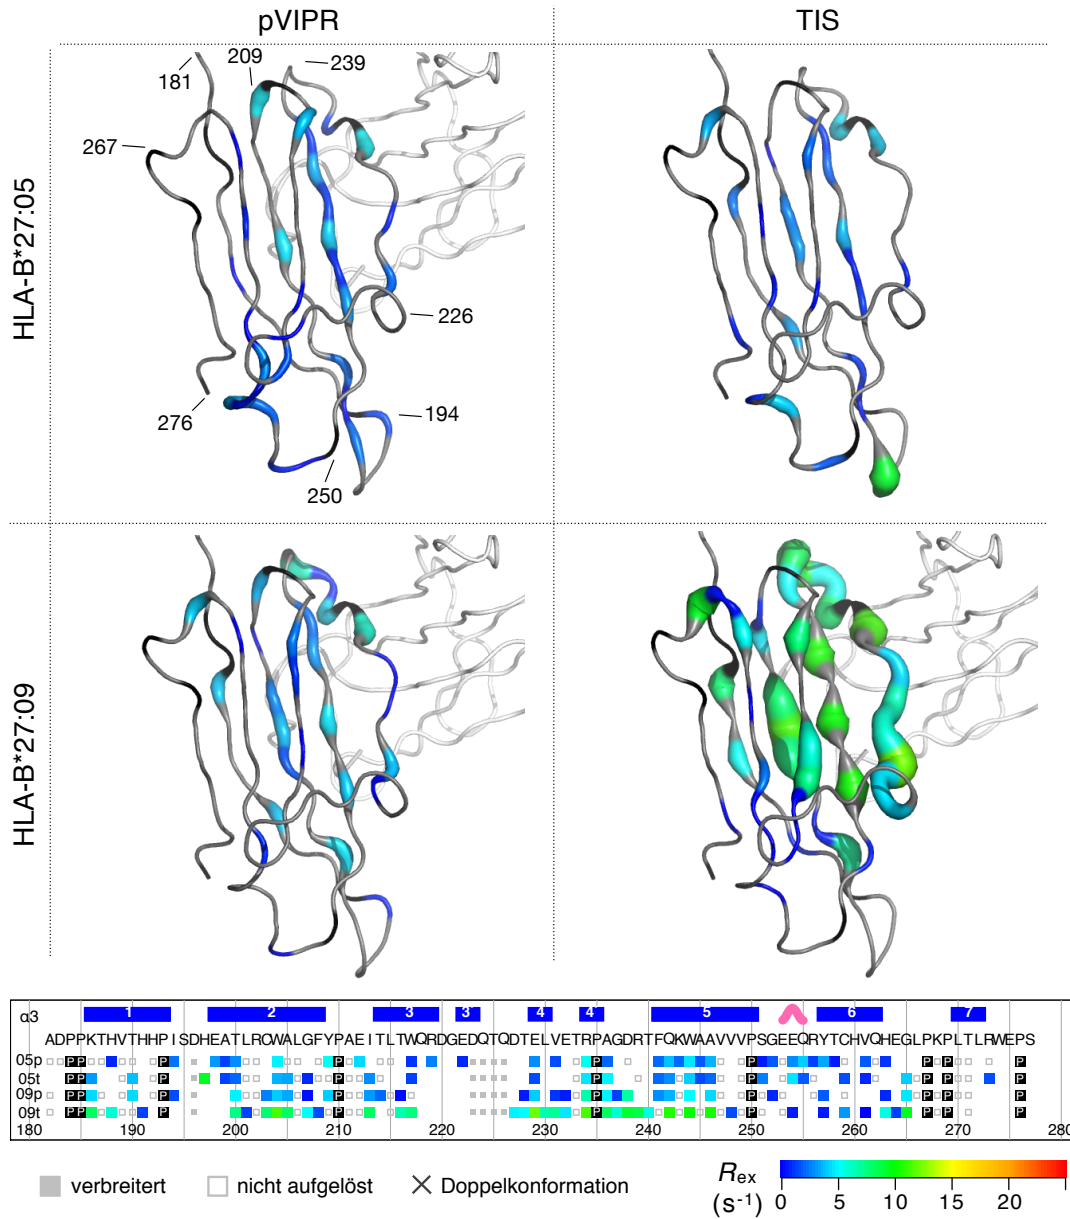 pVIPR TIS
HLA-B*27:05
181 209 239
267
226
276 194
250
HLA-B*27:09
1 2 3 3 4 4 5 6 7
α3
ADPPKTHVTHHPISDHEATLRCWALGFYPAEITLTWQRDGEDQTQDTELVETRPAGDRTFQKWAAVVVPSGEEQRYTCHVQHEGLPKPLTLRWEPS
05p P P P P P P P P P
05t P P P P P P P P P
09p P P P P P P P P P
09t P P P P P P P P P
180 190 200 210 220 230 240 250 260 270 280
verbreitert nicht aufgelöst Doppelkonformation
Rex (s⁻¹)
0 5 10 15 20